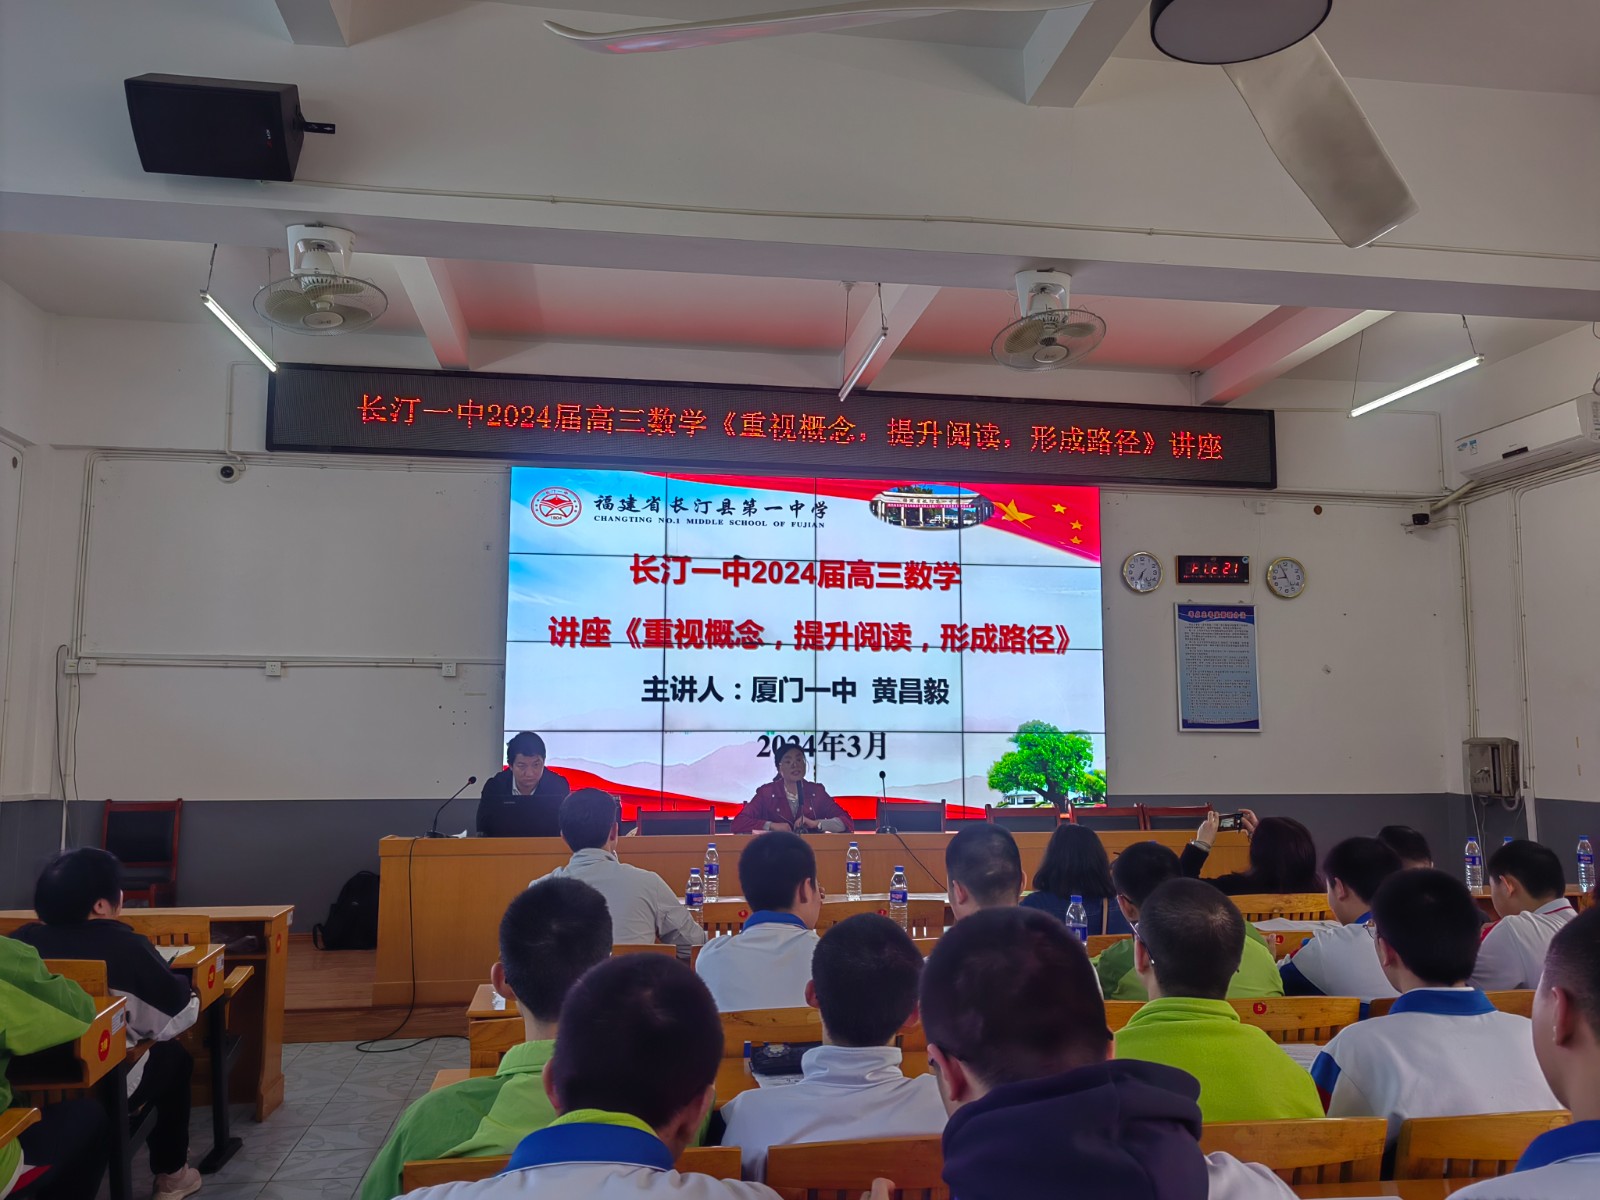 长汀一中2024届高三数学《重视概念，提升阅读，形成路径》讲座
福建省长汀县第一中学
CHANGTING NO.1 MIDDLE SCHOOL OF FUJIAN
长汀一中2024届高三数学
讲座《重视概念，提升阅读，形成路径》
主讲人：厦门一中 黄昌毅
2024年3月